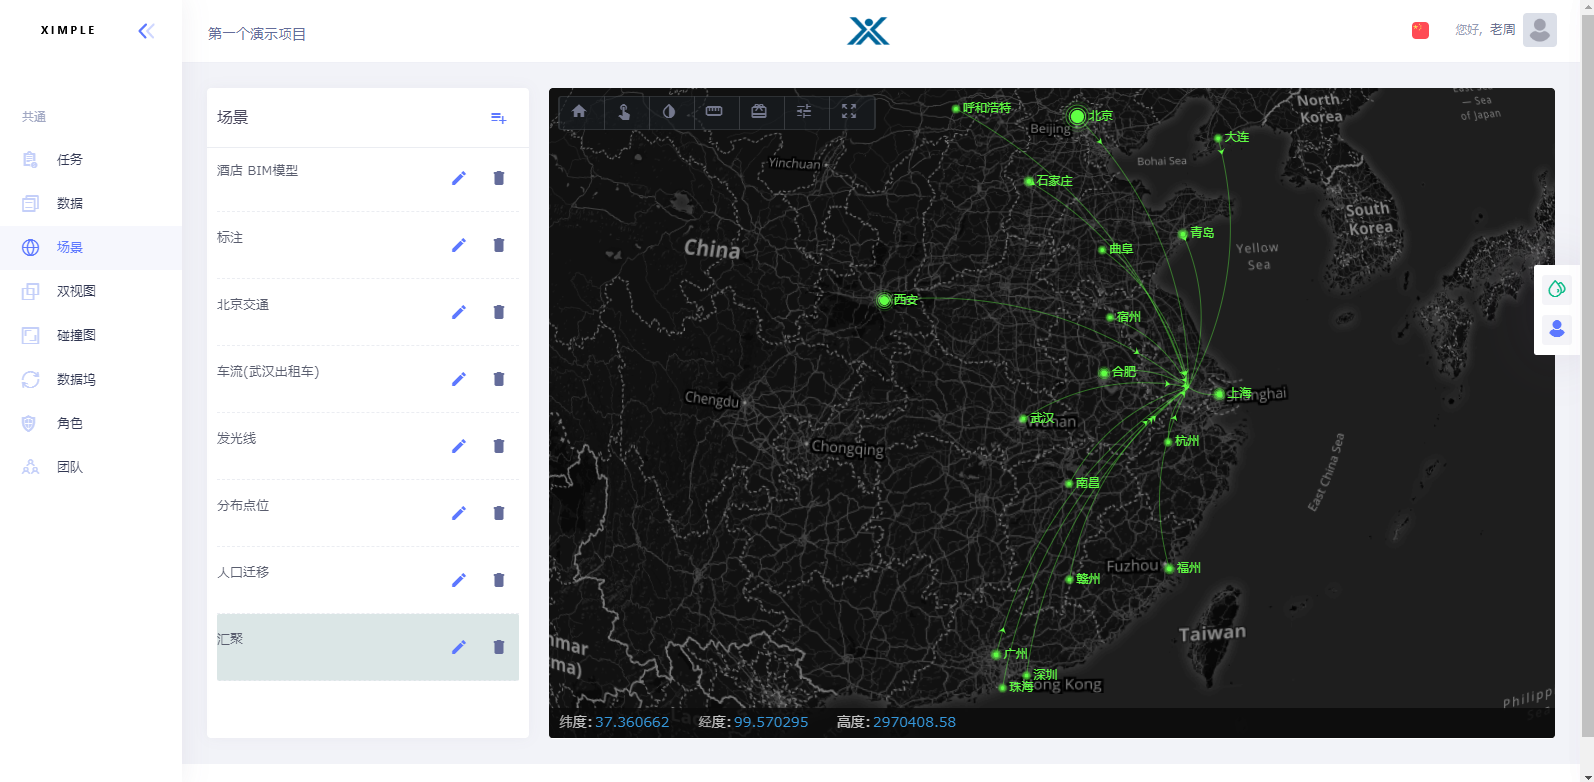 XIMPLE
第一个演示项目
您好, 老周
共通
任务
数据
场景
双视图
碰撞图
数据坞
角色
团队
场景
酒店 BIM模型
标注
北京交通
车流(武汉出租车)
发光线
分布点位
人口迁移
汇聚
呼和浩特
北京
Beijing
大连
North
Korea
East Sea
— Sea
of Japan
Yinchuan
Bohai Sea
石家庄
South
Korea
China
曲阜
青岛
Yellow
Sea
西安
宿州
合肥
Chengdu
上海
Shanghai
武汉
Wuhan
杭州
Chongqing
East China Sea
南昌
Fuzhou
福州
赣州
Taiwan
广州
深圳
珠海
Hong Kong
纬度:37.360662
经度:99.570295
高度:2970408.58